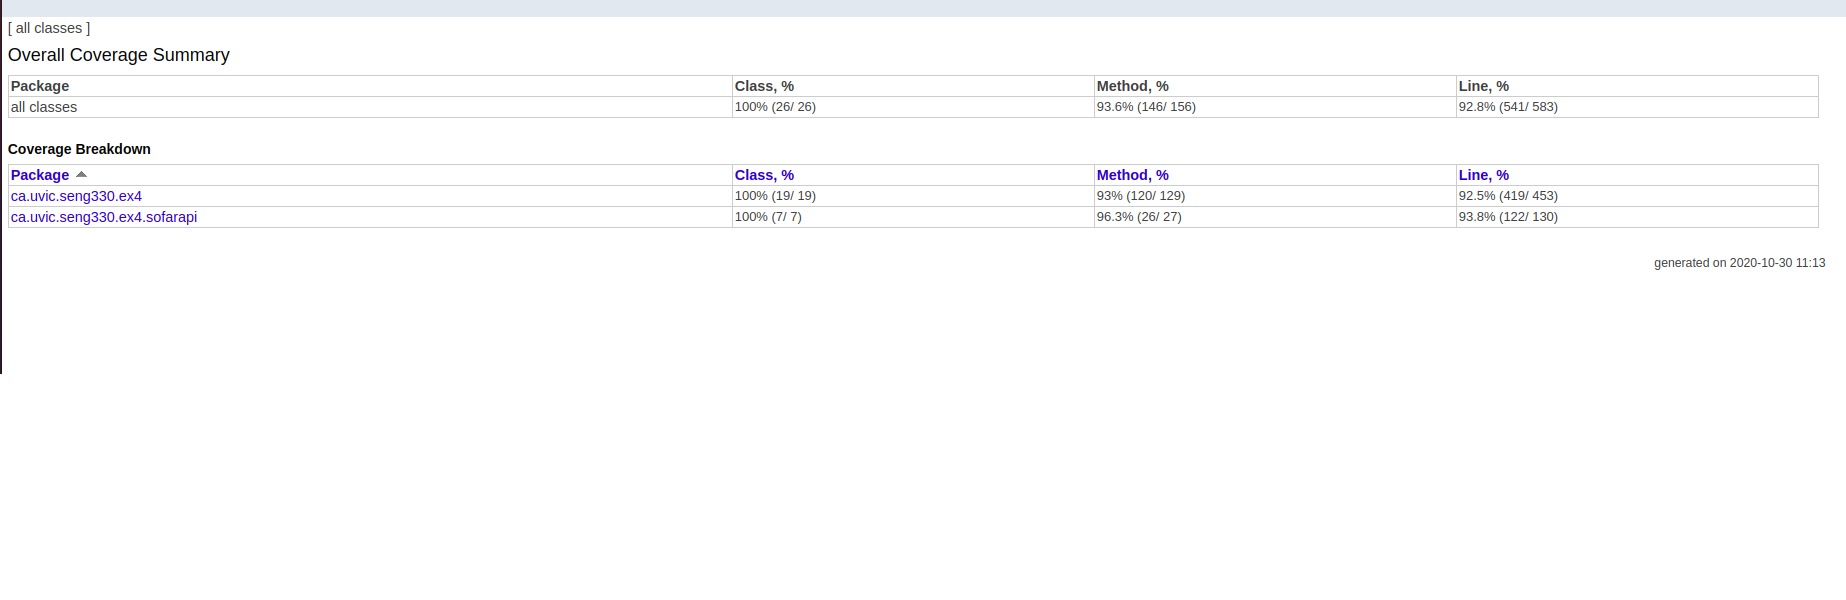 [ all classes ]
Overall Coverage Summary
Package Class, % Method, % Line, %
all classes 100% (26/ 26) 93.6% (146/ 156) 92.8% (541/ 583)
Coverage Breakdown
Package Class, % Method, % Line, %
ca.uvic.seng330.ex4 100% (19/ 19) 93% (120/ 129) 92.5% (419/ 453)
ca.uvic.seng330.ex4.sofarapi 100% (7/ 7) 96.3% (26/ 27) 93.8% (122/ 130)
generated on 2020-10-30 11:13